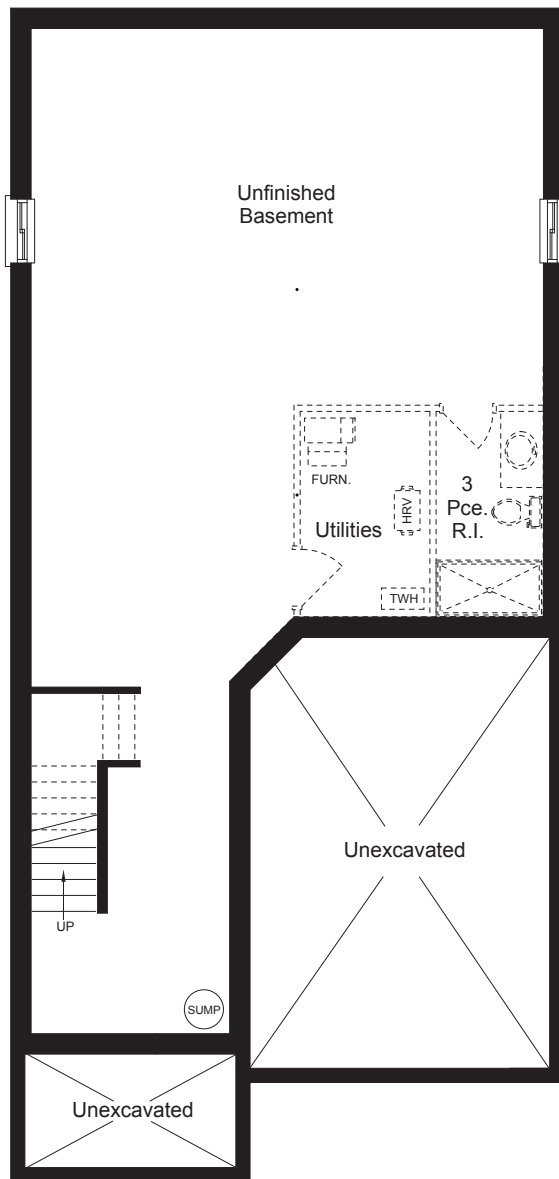 Unfinished
Basement
FURN.
HRV
3
Pce.
R.I.
Utilities
TWH
Unexcavated
UP
SUMP
Unexcavated